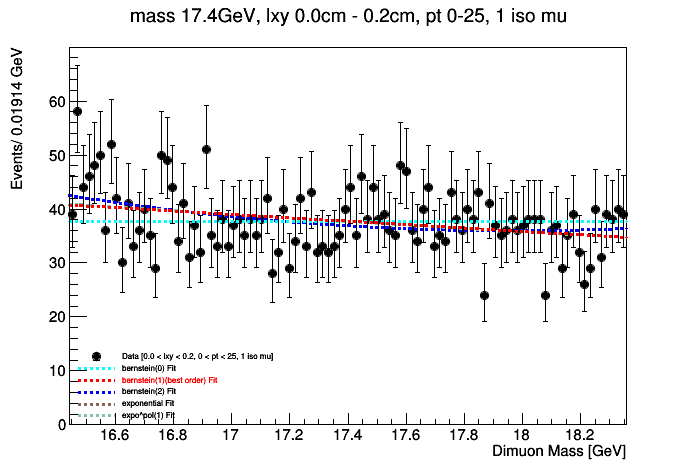 mass 17.4GeV, lxy 0.0cm - 0.2cm, pt 0-25, 1 iso mu
Events/ 0.01914 GeV
60
50
40
30
20
10
0
Data [0.0 < lxy < 0.2, 0 < pt < 25, 1 iso mu]
bernstein(0) Fit
bernstein(1)(best order) Fit
bernstein(2) Fit
exponential Fit
expo*pol(1) Fit
16.6 16.8 17 17.2 17.4 17.6 17.8 18 18.2
Dimuon Mass [GeV]